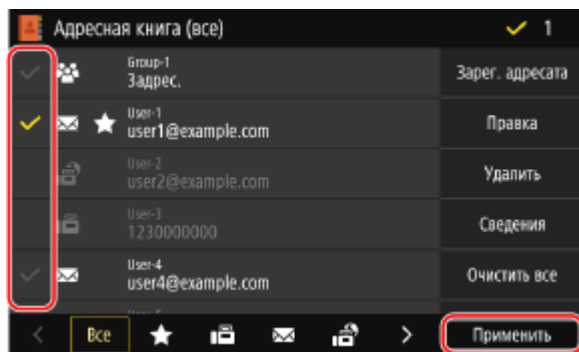 Адресная книга (все)
1
Group-1
3адрес.
Зарег. адресата
User-1
user1@example.com
Правка
User-2
user2@example.com
Удалить
User-3
1230000000
Сведения
User-4
user4@example.com
Очистить все
Все
Применить